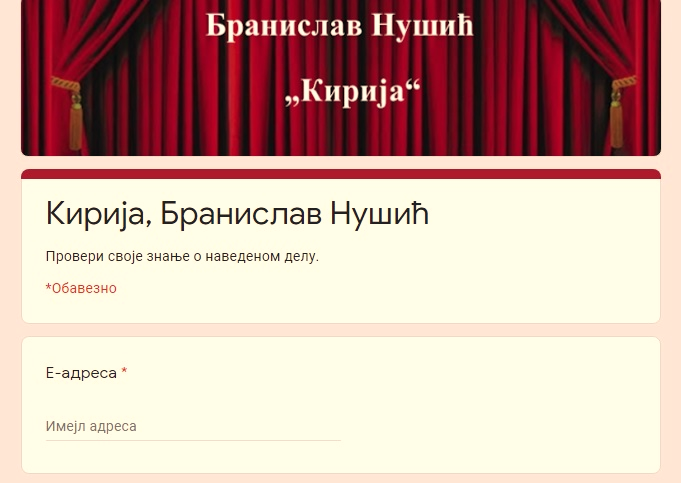 Бранислав Нушић
„Кирија“
Кирија, Бранислав Нушић
Провери своје знање о наведеном делу.
*Обавезно
Е-адреса *
Имејл адреса